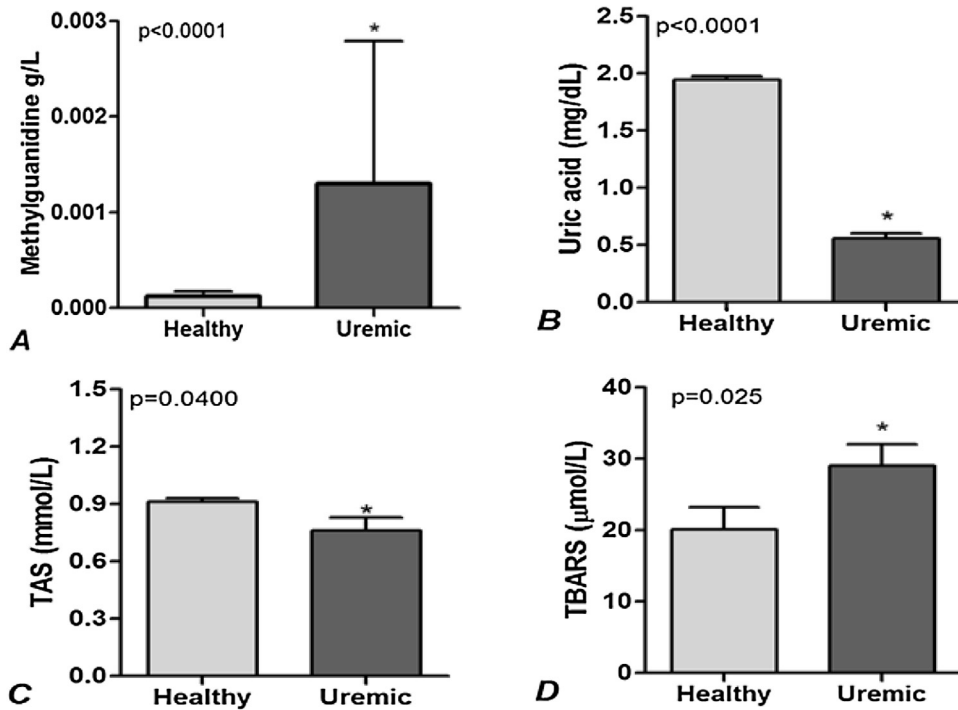 Methylguanidine g/L
0.003
0.002
0.001
0.000
p<0.0001
*
Healthy Uremic
A
Uric acid (mg/dL)
2.5
2.0
1.5
1.0
0.5
0.0
p<0.0001
*
Healthy Uremic
B
TAS (mmol/L)
1.5
1.2
0.9
0.6
0.3
0.0
p=0.0400
*
Healthy Uremic
C
TBARS (μmol/L)
40
30
20
10
0
p=0.025
*
Healthy Uremic
D